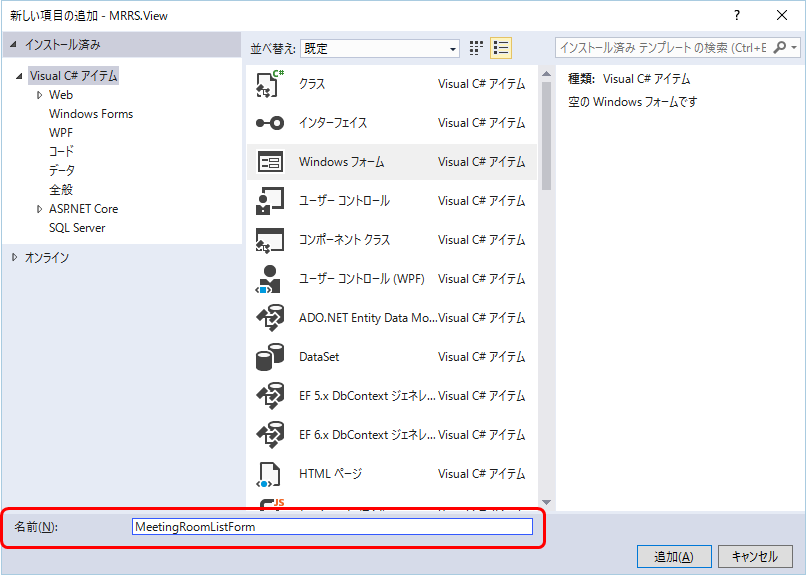 新しい項目の追加 - MRRS.View
?
インストール済み
並べ替え: 既定
インストール済み テンプレート の検索 (Ctrl+E
Visual C# アイテム
Web
Windows Forms
WPF
コード
データ
全般
ASP.NET Core
SQL Server
オンライン
C#
クラス Visual C# アイテム
インターフェイス Visual C# アイテム
Windows フォーム Visual C# アイテム
ユーザー コントロール Visual C# アイテム
コンポーネント クラス Visual C# アイテム
ユーザー コントロール (WPF) Visual C# アイテム
ADO.NET Entity Data Mo... Visual C# アイテム
DataSet Visual C# アイテム
EF 5.x DbContext ジェネレ... Visual C# アイテム
EF 6.x DbContext ジェネレ... Visual C# アイテム
HTML ページ Visual C# アイテム
JS
種類: Visual C# アイテム
空の Windows フォームです
名前(N): MeetingRoomListForm
追加(A) キャンセル